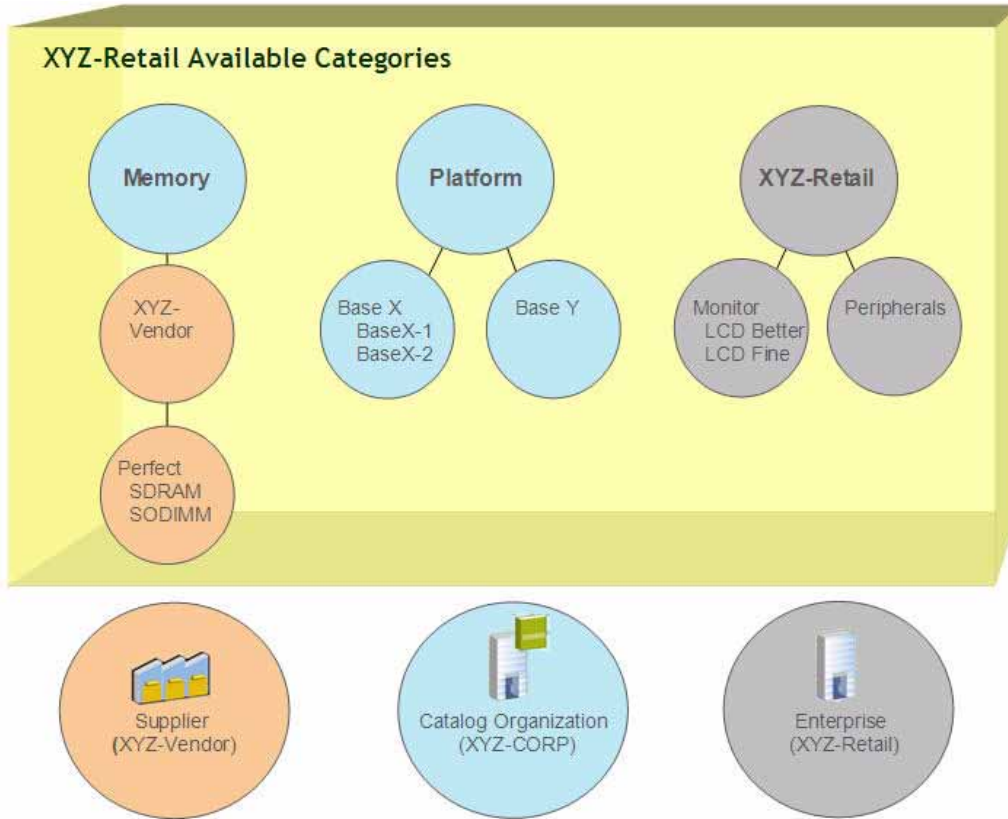 XYZ-Retail Available Categories
Memory
Platform
XYZ-Retail
XYZ-
Vendor
Base X
BaseX-1
BaseX-2
Base Y
Monitor
LCD Better
LCD Fine
Peripherals
Perfect
SDRAM
SODIMM
Supplier
(XYZ-Vendor)
Catalog Organization
(XYZ-CORP)
Enterprise
(XYZ-Retail)